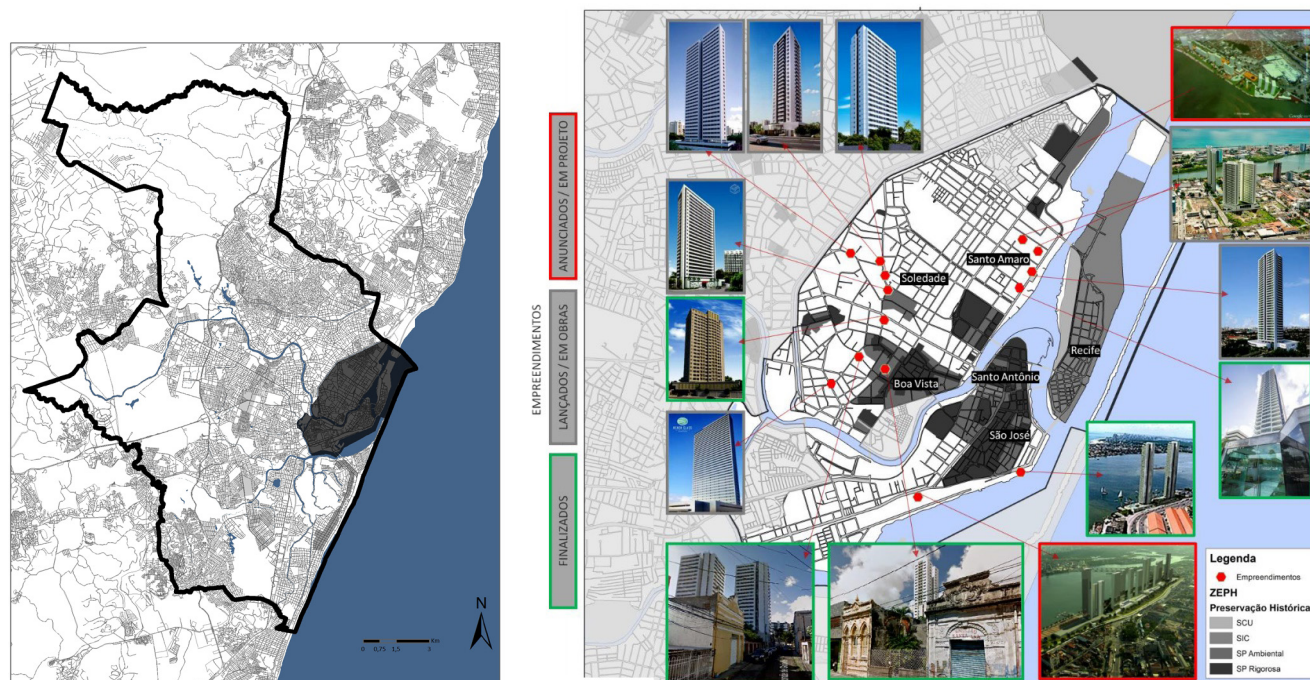 N
0 0,75 1,5 3
Km
EMPREENDIMENTOS
ANUNCIADOS / EM PROJETO
LANÇADOS / EM OBRAS
FINALIZADOS
Soledade
Santo Amaro
Boa Vista
Santo Antônio
Recife
São José
Legenda
Empreendimentos
ZEPH
Preservação Histórica
SCU
SIC
SP Ambiental
SP Rigorosa